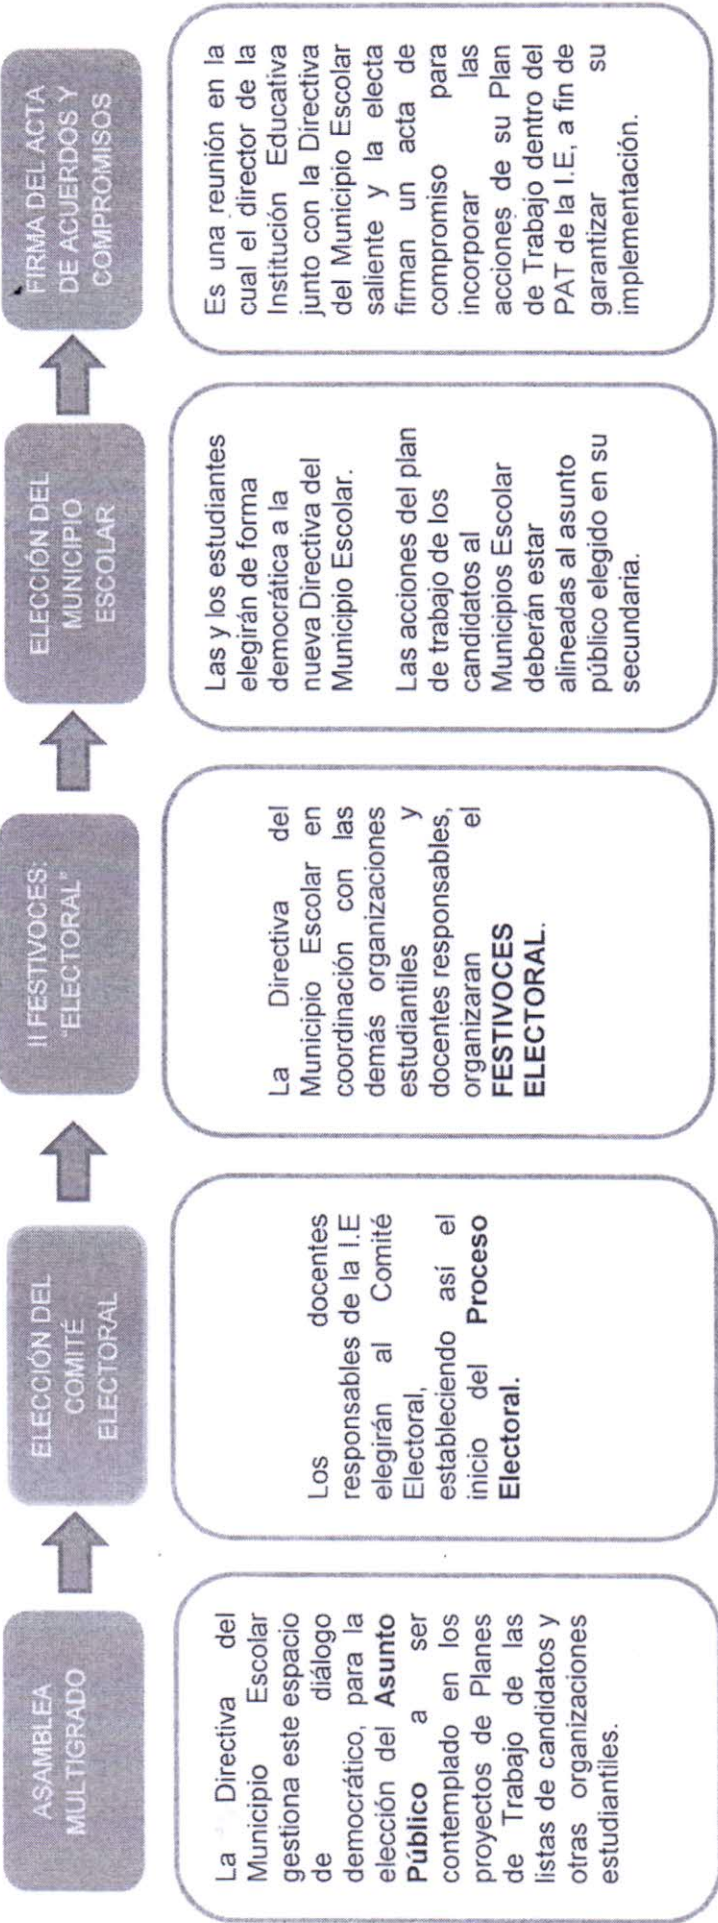 ASAMBLEA
MULTIGRADO
La Directiva del
Municipio Escolar
gestiona este espacio
de diálogo
democrático, para la
elección del Asunto
Público a ser
contemplado en los
proyectos de Planes
de Trabajo de las
listas de candidatos y
otras organizaciones
estudiantiles.
ELECCIÓN DEL
COMITÉ
ELECTORAL
Los docentes
responsables de la I.E
elegirán al Comité
Electoral,
estableciendo así el
inicio del Proceso
Electoral.
II FESTIVOCES:
"ELECTORAL"
La Directiva del
Municipio Escolar en
coordinación con las
demás organizaciones
estudiantiles y
docentes responsables,
organizaran el
FESTIVOCES
ELECTORAL.
ELECCIÓN DEL
MUNICIPIO
ESCOLAR
Las y los estudiantes
elegirán de forma
democrática a la
nueva Directiva del
Municipio Escolar.
Las acciones del plan
de trabajo de los
candidatos al
Municipios Escolar
deberán estar
alineadas al asunto
público elegido en su
secundaria.
FIRMA DEL ACTA
DE ACUERDOS Y
COMPROMISOS
Es una reunión en la
cual el director de la
Institución Educativa
junto con la Directiva
del Municipio Escolar
saliente y la electa
firman un acta de
compromiso para
incorporar las
acciones de su Plan
de Trabajo dentro del
PAT de la I.E, a fin de
garantizar su
implementación.